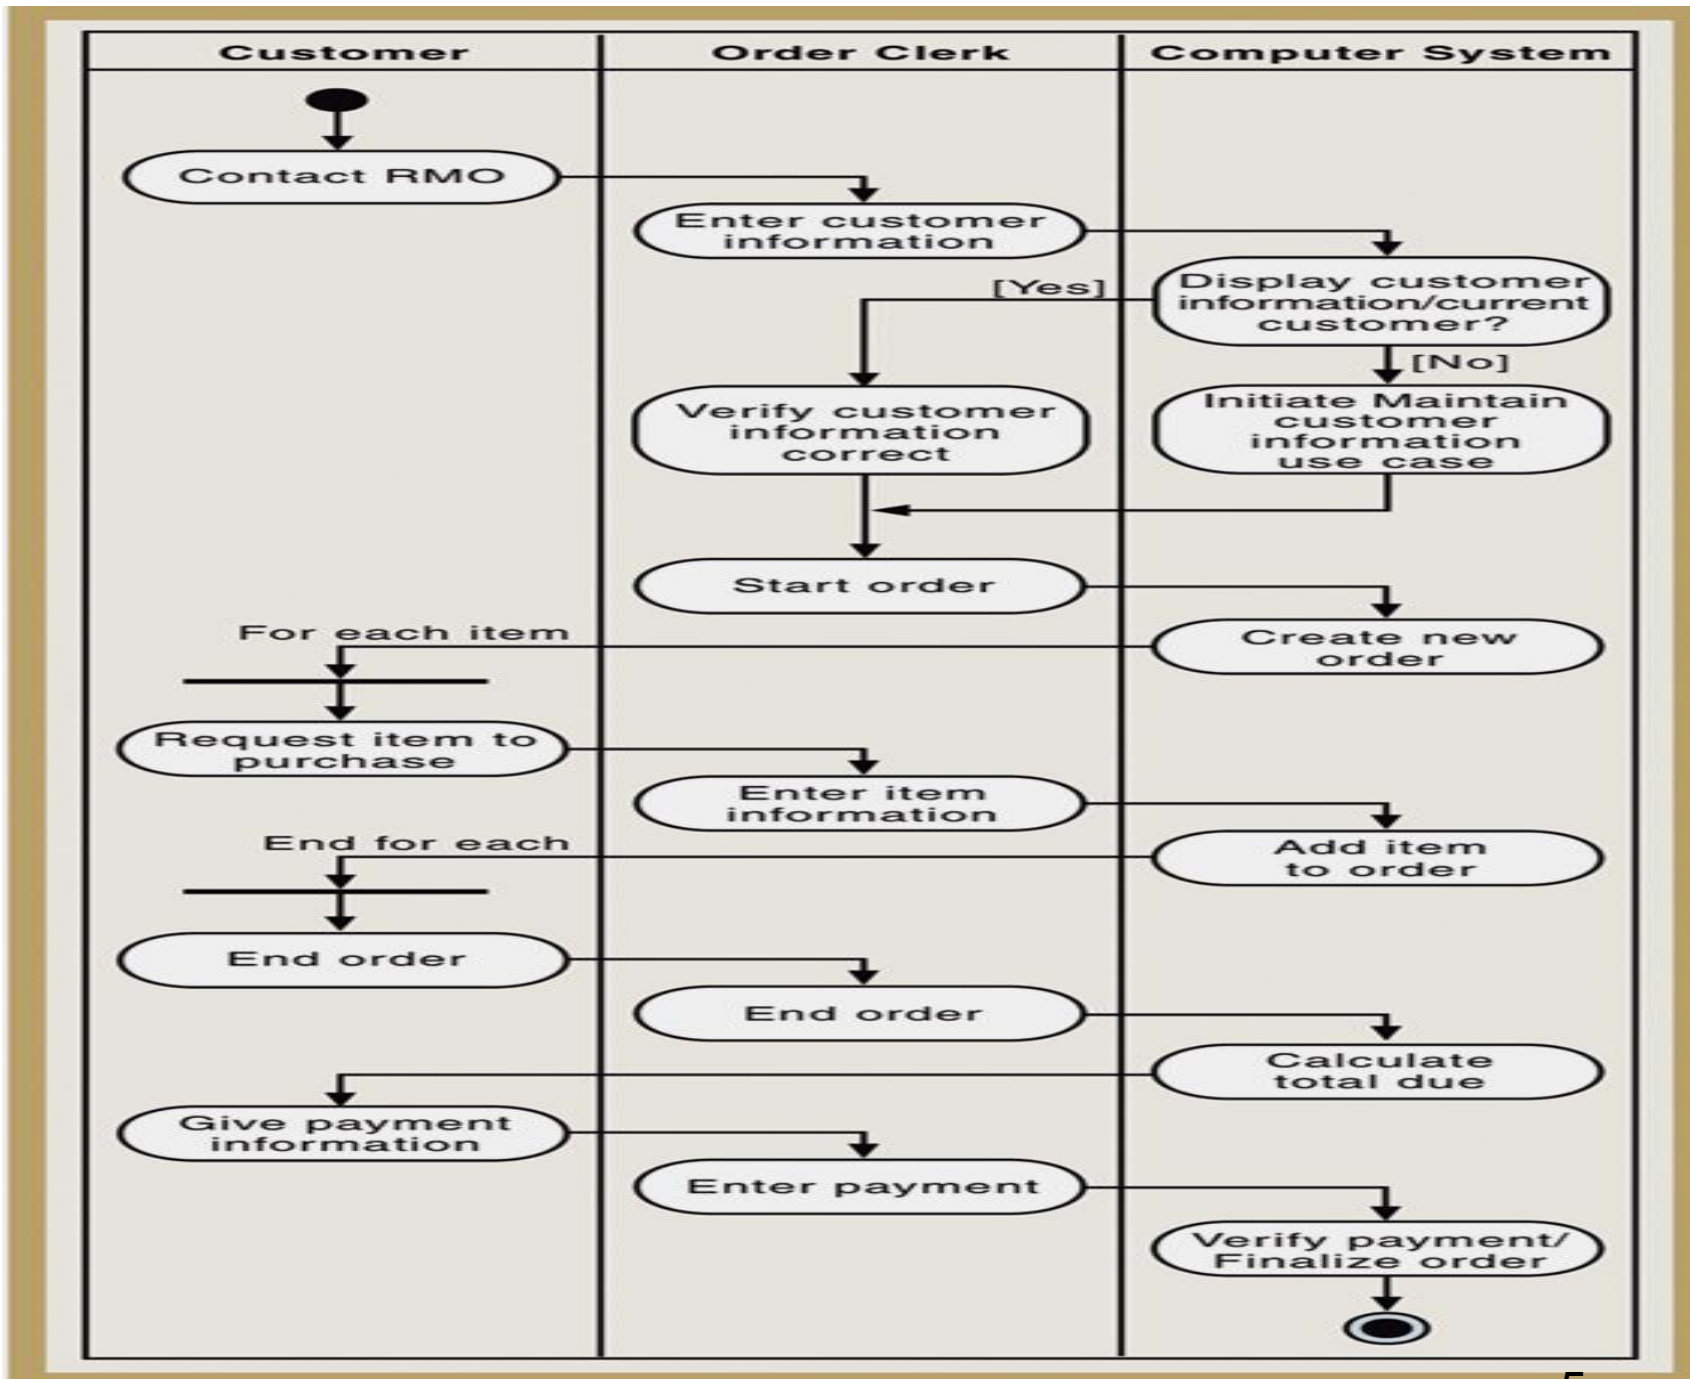 Customer
Order Clerk
Computer System
Contact RMO
Enter customer
information
Display customer
information/current
customer?
[Yes]
[No]
Verify customer
information
correct
Initiate Maintain
customer
information
use case
Start order
Create new
order
For each item
Request item to
purchase
Enter item
information
Add item
to order
End for each
End order
End order
Calculate
total due
Give payment
information
Enter payment
Verify payment/
Finalize order